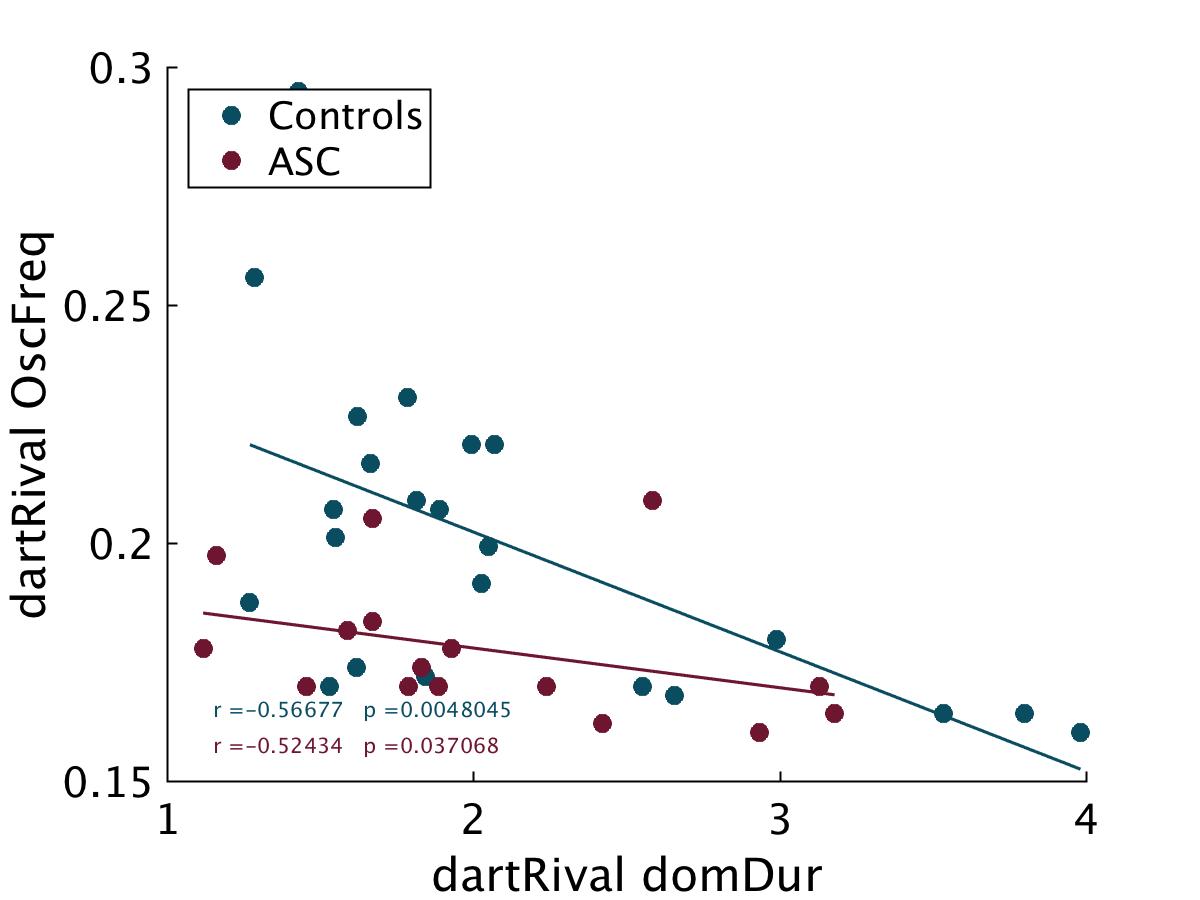 0.3
0.25
0.2
0.15
dartRival OscFreq
Controls
ASC
r =-0.56677 p =0.0048045
r =-0.52434 p =0.037068
1 2 3 4
dartRival domDur